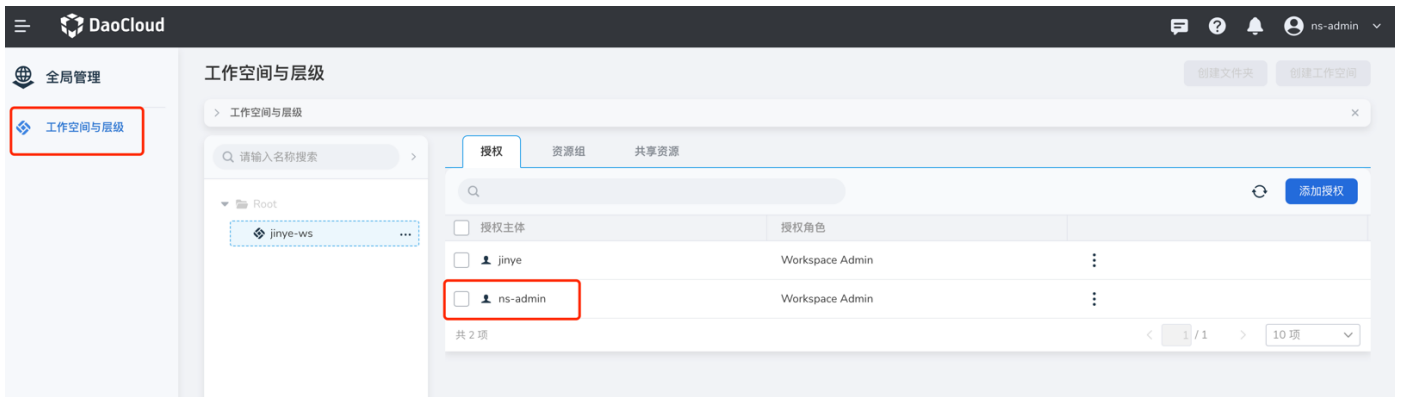 DaoCloud
ns-admin
全局管理
工作空间与层级
工作空间与层级
创建文件夹
创建工作空间
工作空间与层级
请输入名称搜索
Root
jinye-ws
授权
资源组
共享资源
添加授权
授权主体
授权角色
jinye
Workspace Admin
ns-admin
Workspace Admin
共 2 项
1 / 1
10 项